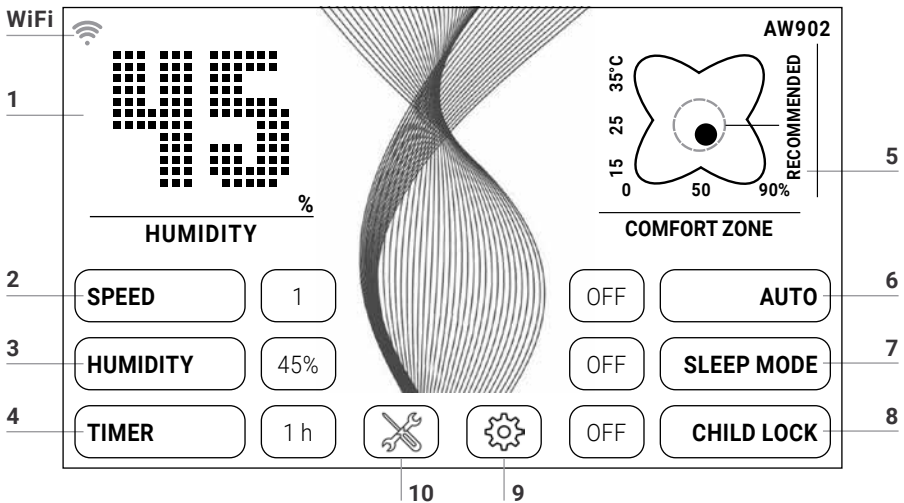 WiFi
AW902
1
45
%
HUMIDITY
35°C
25
15
0 50 90%
RECOMMENDED
5
COMFORT ZONE
2
SPEED 1
OFF AUTO
6
3
HUMIDITY 45%
OFF SLEEP MODE
7
4
TIMER 1 h
OFF CHILD LOCK
8
10 9